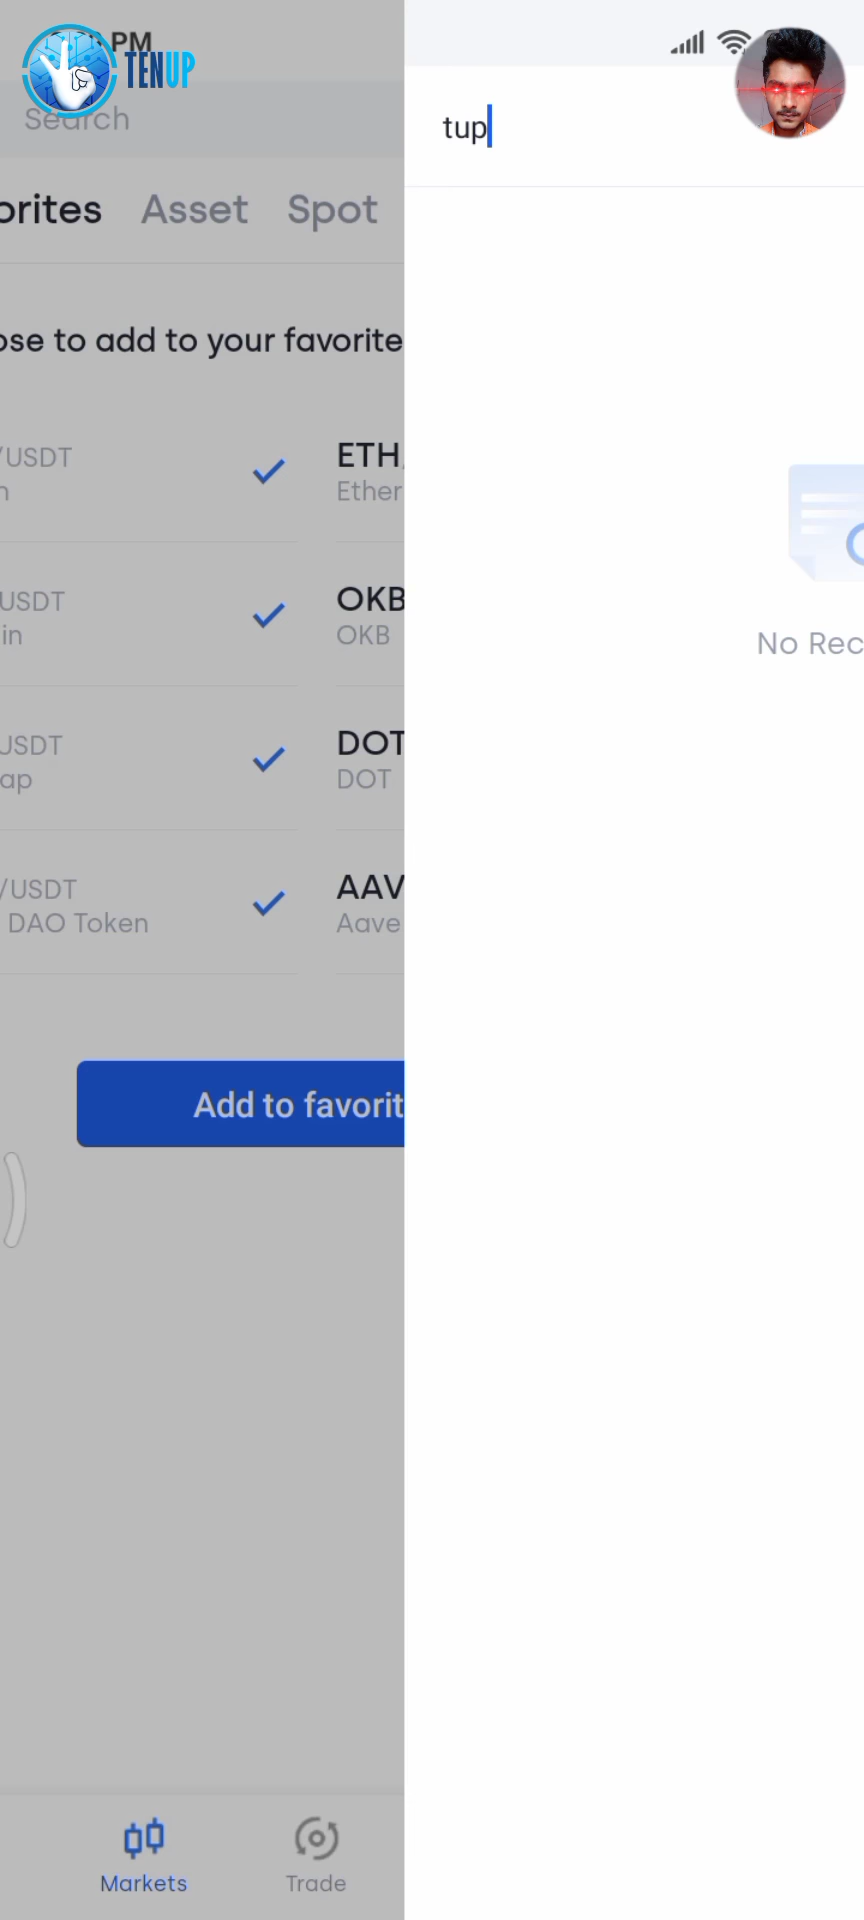 PM
TENUP
Search
tup
orites Asset Spot
ose to add to your favorite
/USDT
ETH
n
Ether
USDT
OKB
in
OKB
USDT
DOT
ap
DOT
/USDT
AAV
DAO Token
Aave
No Rec
Add to favorit
Markets
Trade